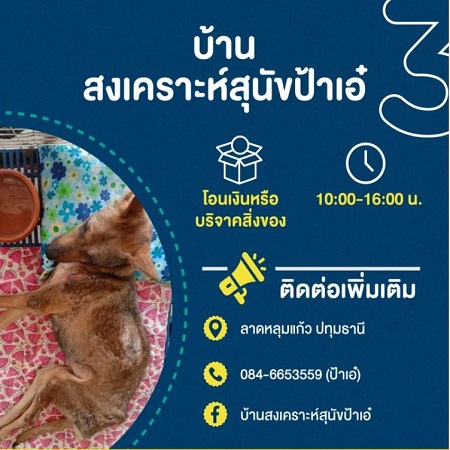 3
บ้าน
สงเคราะห์สุนัขป้าเอ๋
โอนเงินหรือ
บริจาคสิ่งของ
10:00-16:00 น.
ติดต่อเพิ่มเติม
ลาดหลุมแก้ว ปทุมธานี
084-6653559 (ป้าเอ๋)
บ้านสงเคราะห์สุนัขป้าเอ๋